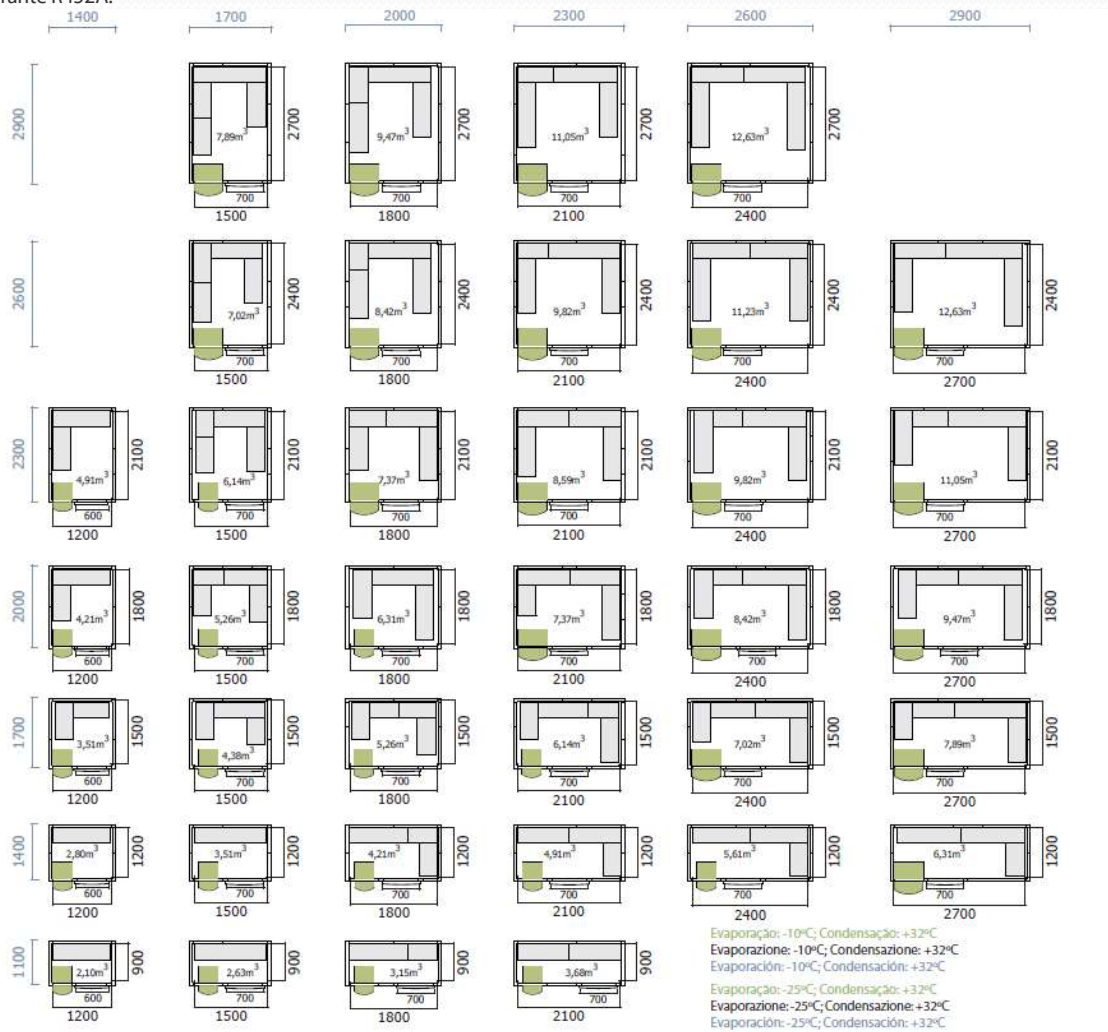 rante R452A.
1400 1700 2000 2300 2600 2900
2900
7,89m³ 2700 700 1500
9,47m³ 2700 700 1800
11,05m³ 2700 700 2100
12,63m³ 2700 700 2400
2600
7,02m³ 2400 700 1500
8,42m³ 2400 700 1800
9,82m³ 2400 700 2100
11,23m³ 2400 700 2400
12,63m³ 2400 700 2700
2300
4,91m³ 2100 600 1200
6,14m³ 2100 700 1500
7,37m³ 2100 700 1800
8,59m³ 2100 700 2100
9,82m³ 2100 700 2400
11,05m³ 2100 700 2700
2000
4,21m³ 1800 600 1200
5,26m³ 1800 700 1500
6,31m³ 1800 700 1800
7,37m³ 1800 700 2100
8,42m³ 1800 700 2400
9,47m³ 1800 700 2700
1700
3,51m³ 1500 600 1200
4,38m³ 1500 700 1500
5,26m³ 1500 700 1800
6,14m³ 1500 700 2100
7,02m³ 1500 700 2400
7,89m³ 1500 700 2700
1400
2,80m³ 1200 600 1200
3,51m³ 1200 700 1500
4,21m³ 1200 700 1800
4,91m³ 1200 700 2100
5,61m³ 1200 700 2400
6,31m³ 1200 700 2700
1100
2,10m³ 900 600 1200
2,63m³ 900 700 1500
3,15m³ 900 700 1800
3,68m³ 900 700 2100
Evaporação: -10ºC; Condensação: +32ºC
Evaporazione: -10ºC; Condensazione: +32ºC
Evaporación: -10ºC; Condensación: +32ºC
Evaporação: -25ºC; Condensação: +32ºC
Evaporazione: -25ºC; Condensazione: +32ºC
Evaporación: -25ºC; Condensación: +32ºC